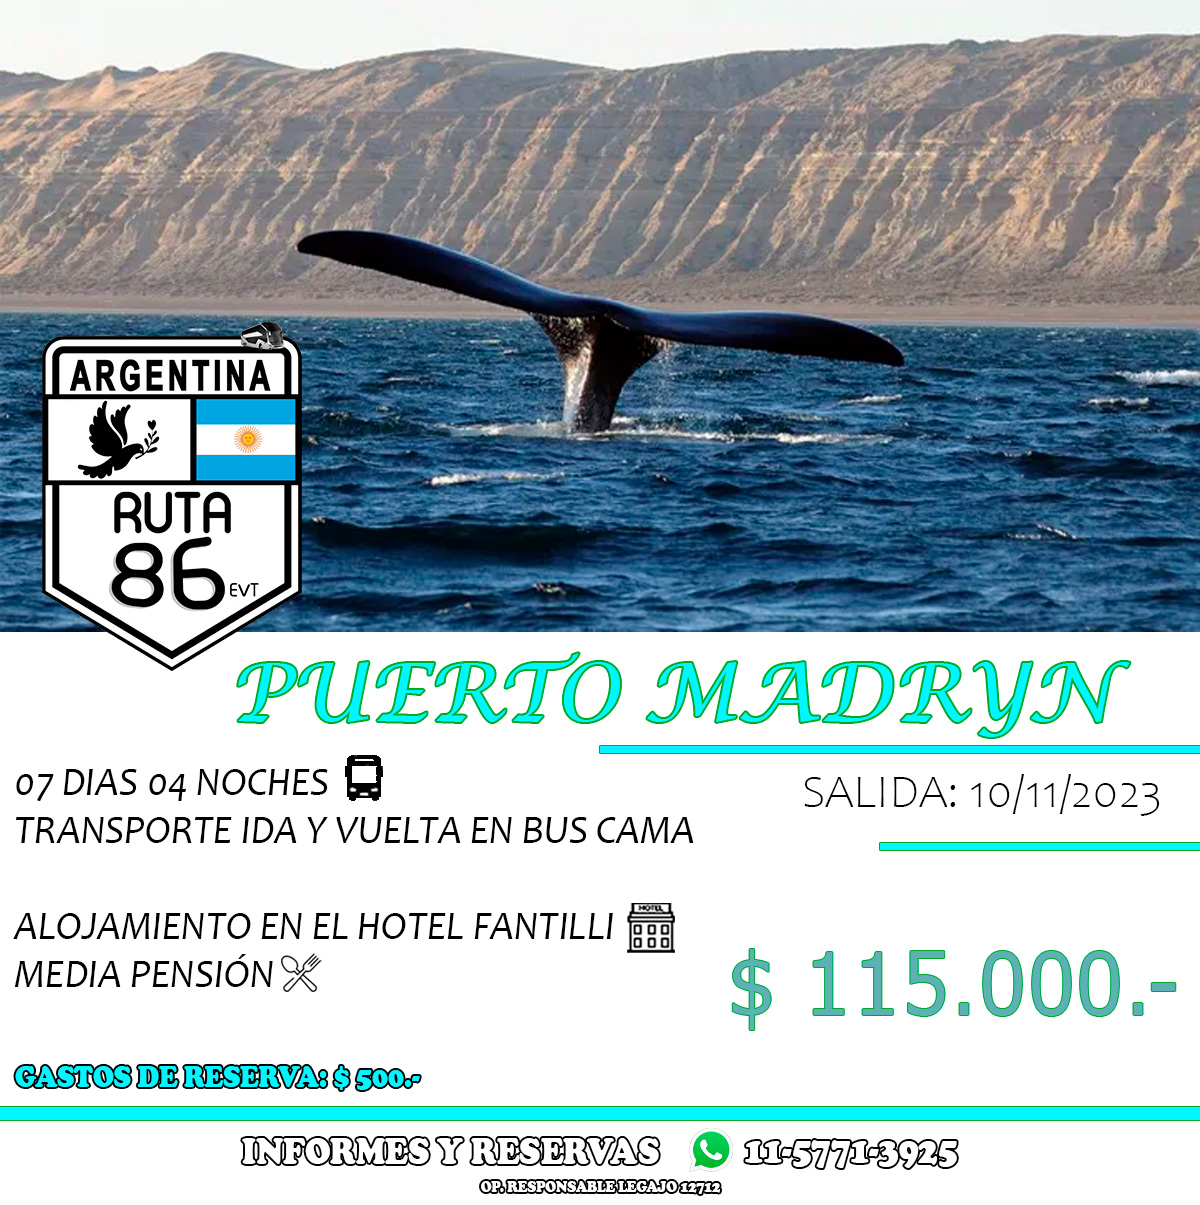 ARGENTINA
RUTA
86 EVT
PUERTO MADRYN
07 DIAS 04 NOCHES
SALIDA: 10/11/2023
TRANSPORTE IDA Y VUELTA EN BUS CAMA
HOTEL
ALOJAMIENTO EN EL HOTEL FANTILLI
MEDIA PENSIÓN
$ 115.000.-
GASTOS DE RESERVA: $ 500.-
INFORMES Y RESERVAS 11-5771-3925
OP. RESPONSABLE LEGAJO 12712